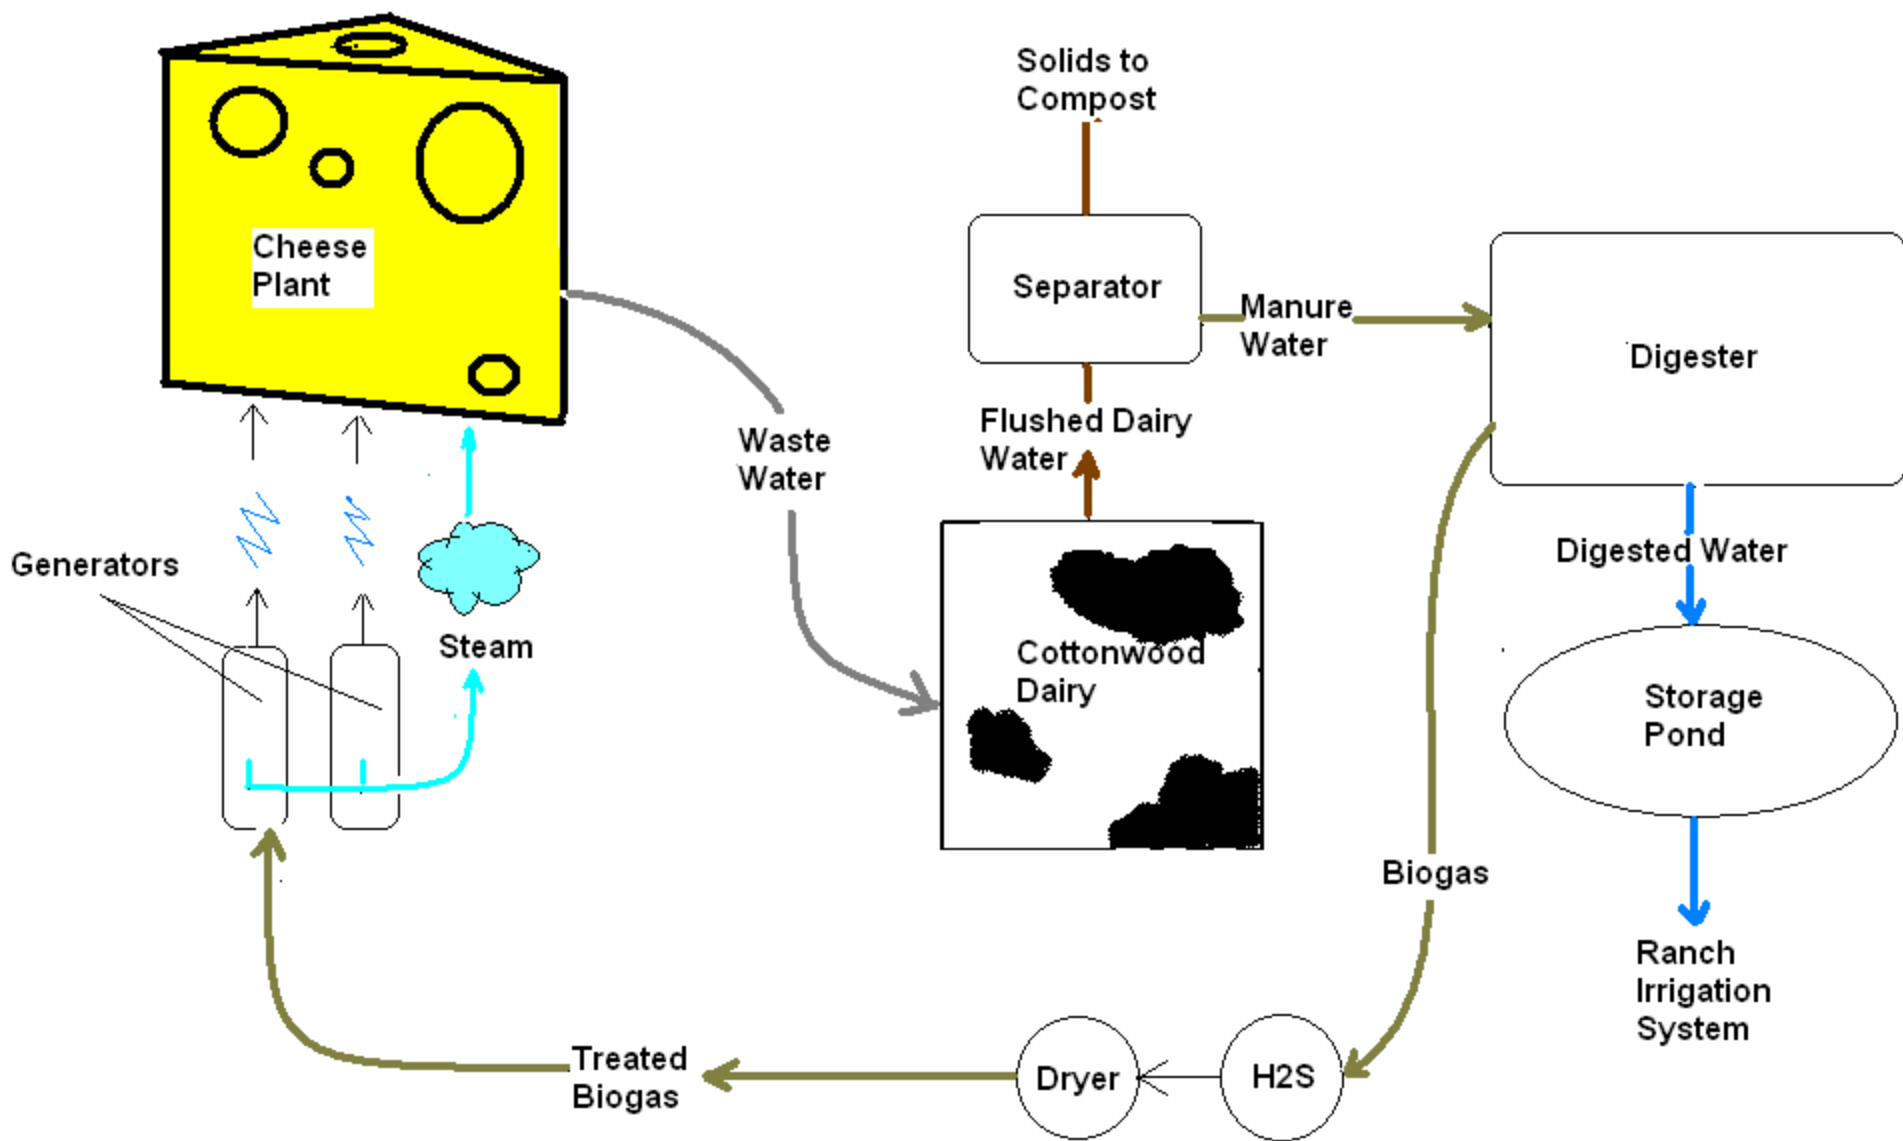 Solids to
Compost
Cheese
Plant
Separator
Manure
Water
Digester
Flushed Dairy
Water
Waste
Water
Generators
Digested Water
Steam
Cottonwood
Dairy
Storage
Pond
Biogas
Ranch
Irrigation
System
Treated
Biogas
Dryer
H2S